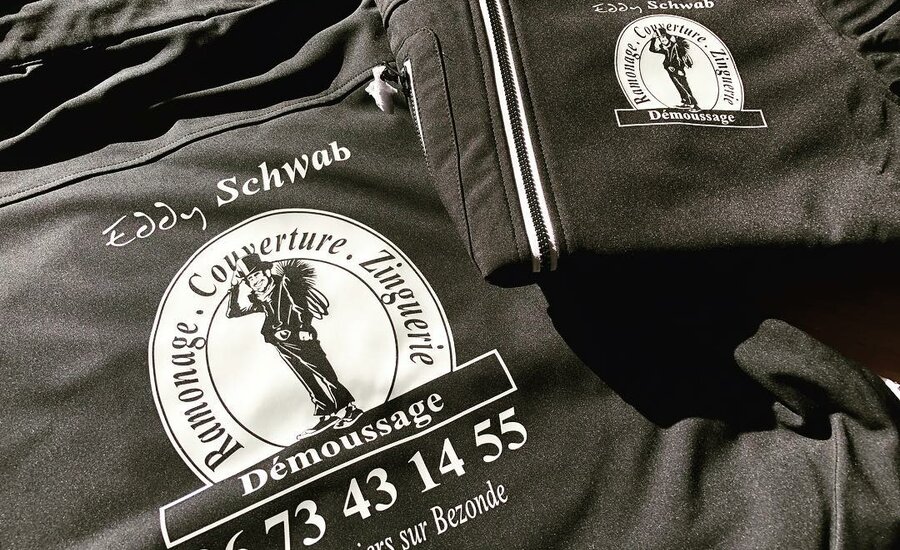 Eddy Schwab
Ramonage. Couverture. Zinguerie
Démoussage
73 43 14 55
sur Bezonde
Eddy Schwab
Ramonage. Couverture. Zinguerie
Démoussage